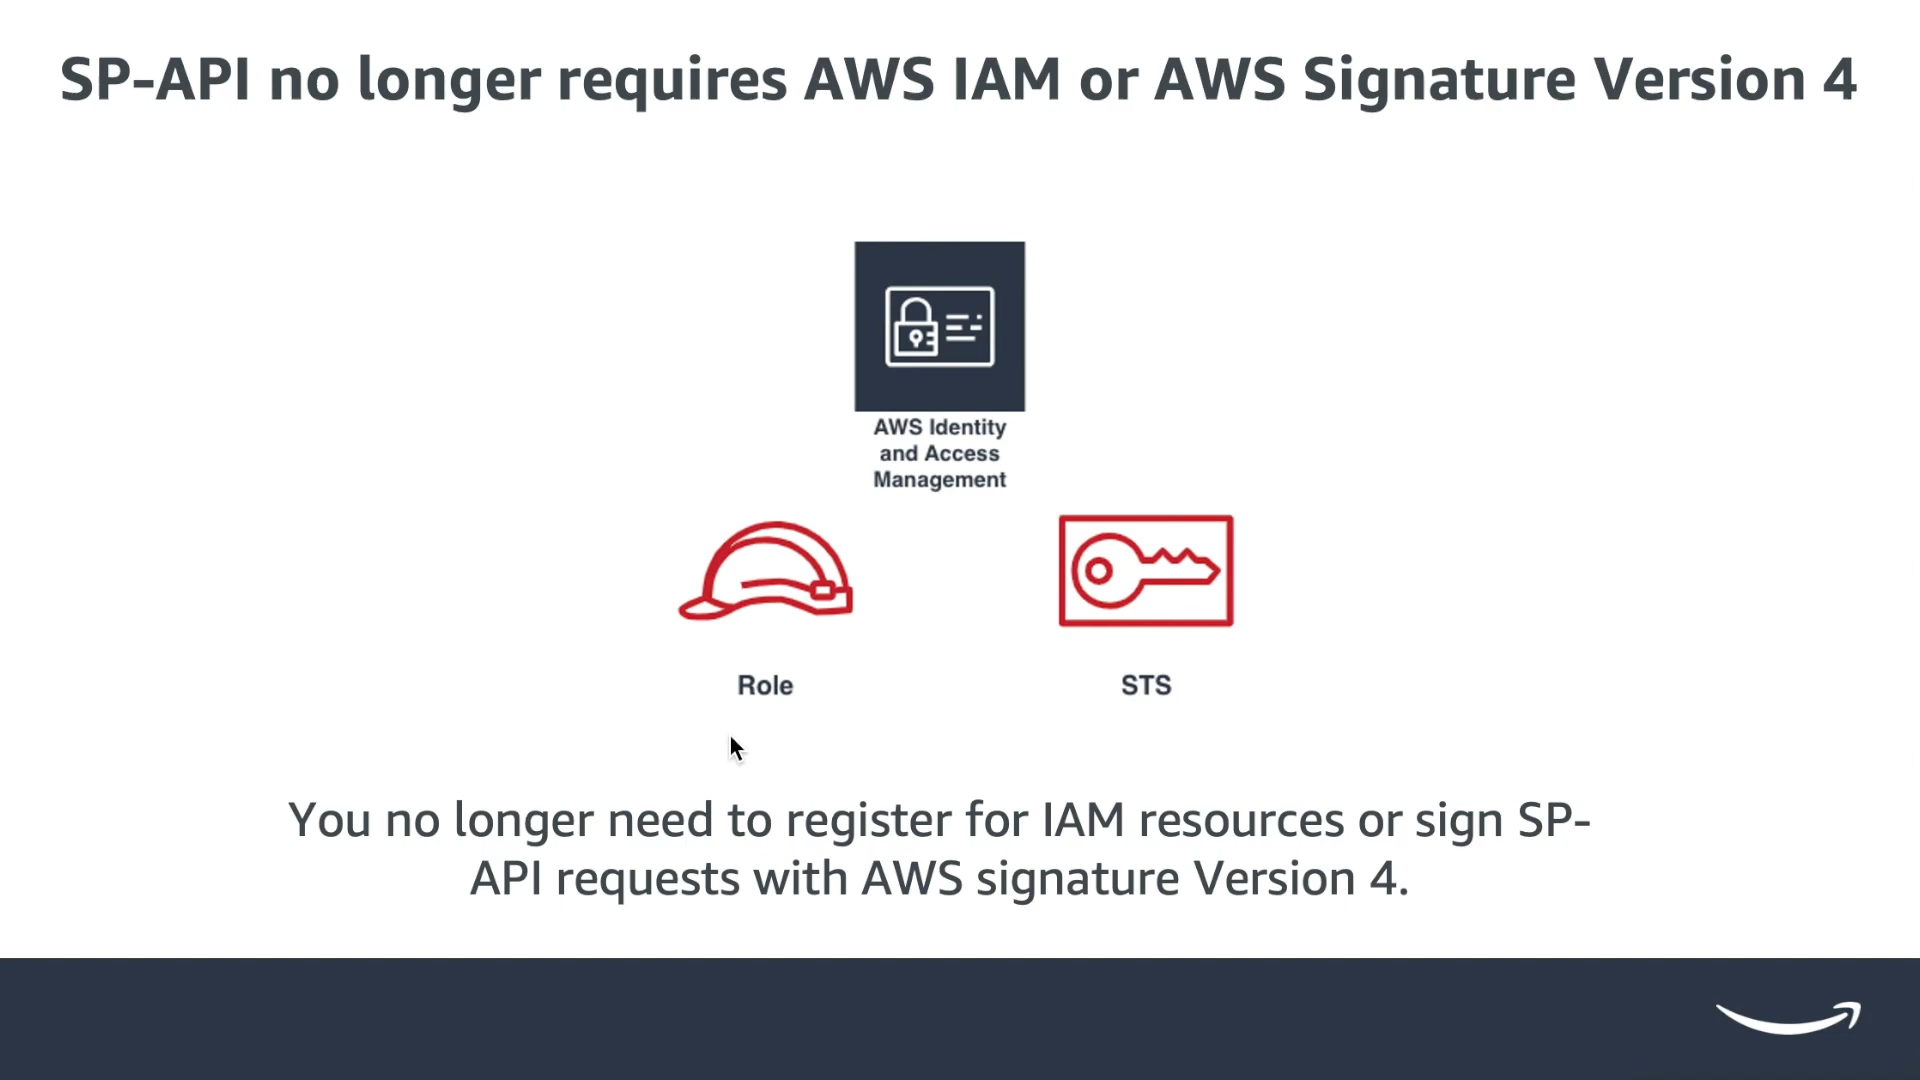 SP-API no longer requires AWS IAM or AWS Signature Version 4
AWS Identity
and Access
Management
Role
STS
You no longer need to register for IAM resources or sign SP-
API requests with AWS signature Version 4.